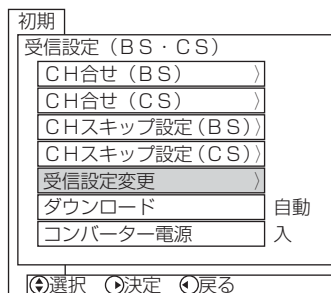 初期
受信設定（BS・CS）
CH合せ（BS） 〉
CH合せ（CS） 〉
CHスキップ設定（BS）〉
CHスキップ設定（CS）〉
受信設定変更 〉
ダウンロード 自動
コンバーター電源 入
選択 決定 戻る